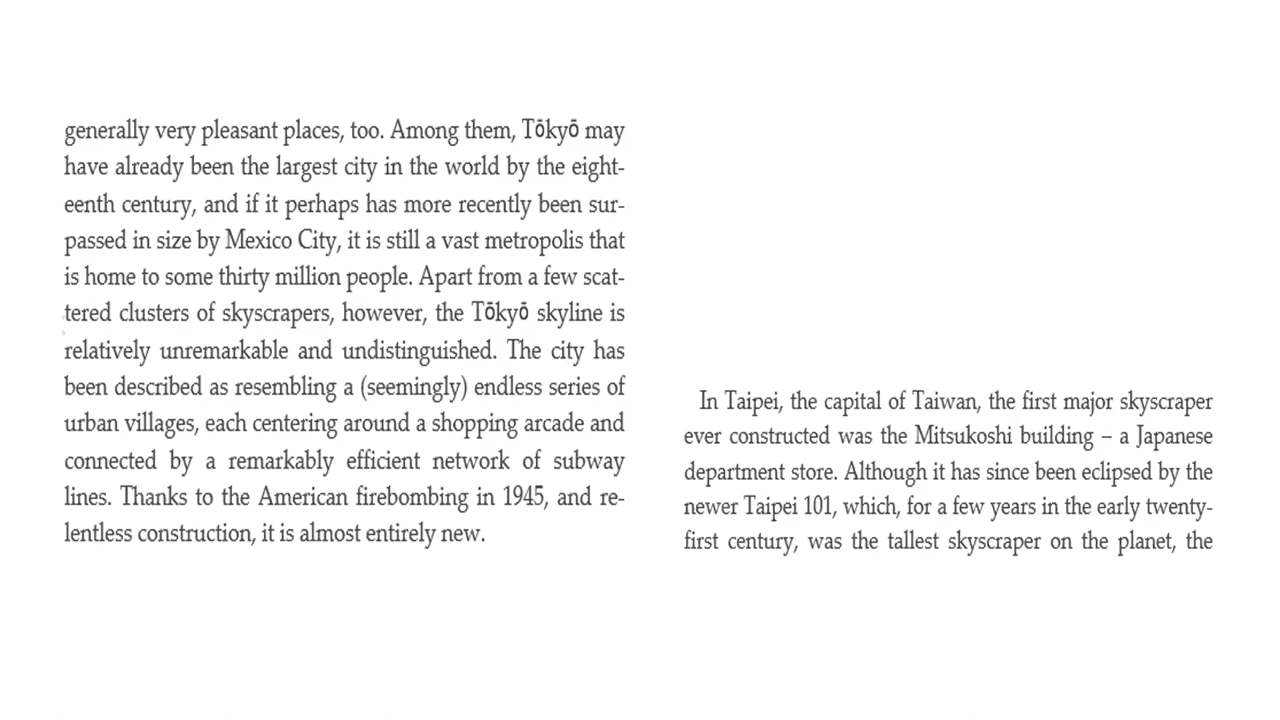 generally very pleasant places, too. Among them, Tōkyō may
have already been the largest city in the world by the eight-
eenth century, and if it perhaps has more recently been sur-
passed in size by Mexico City, it is still a vast metropolis that
is home to some thirty million people. Apart from a few scat-
tered clusters of skyscrapers, however, the Tōkyō skyline is
relatively unremarkable and undistinguished. The city has
been described as resembling a (seemingly) endless series of
urban villages, each centering around a shopping arcade and
connected by a remarkably efficient network of subway
lines. Thanks to the American firebombing in 1945, and re-
lentless construction, it is almost entirely new.
In Taipei, the capital of Taiwan, the first major skyscraper
ever constructed was the Mitsukoshi building – a Japanese
department store. Although it has since been eclipsed by the
newer Taipei 101, which, for a few years in the early twenty-
first century, was the tallest skyscraper on the planet, the